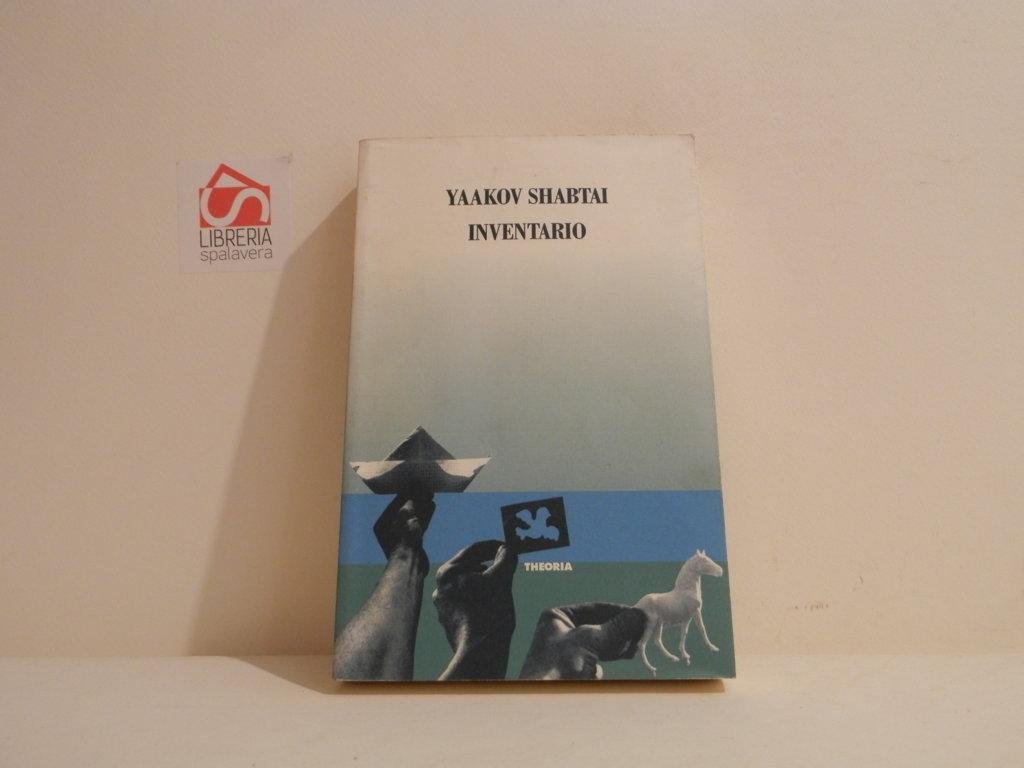 YAAKOV SHABTAI
INVENTARIO
LIBRERIA
spalavera
THEORIA